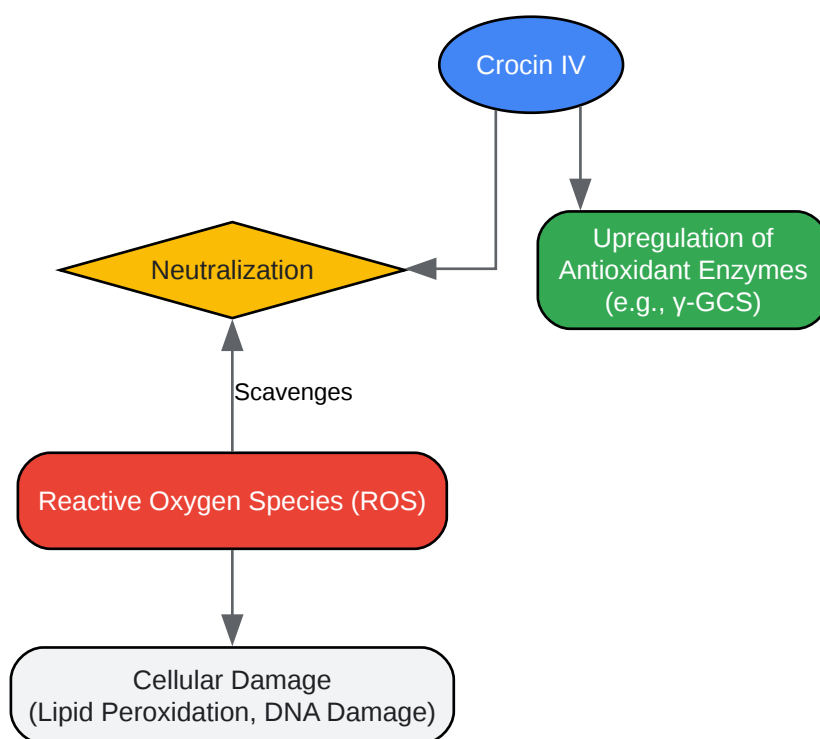 Crocin IV
Upregulation of
Antioxidant Enzymes
(e.g., γ-GCS)
Neutralization
Scavenges
Reactive Oxygen Species (ROS)
Cellular Damage
(Lipid Peroxidation, DNA Damage)